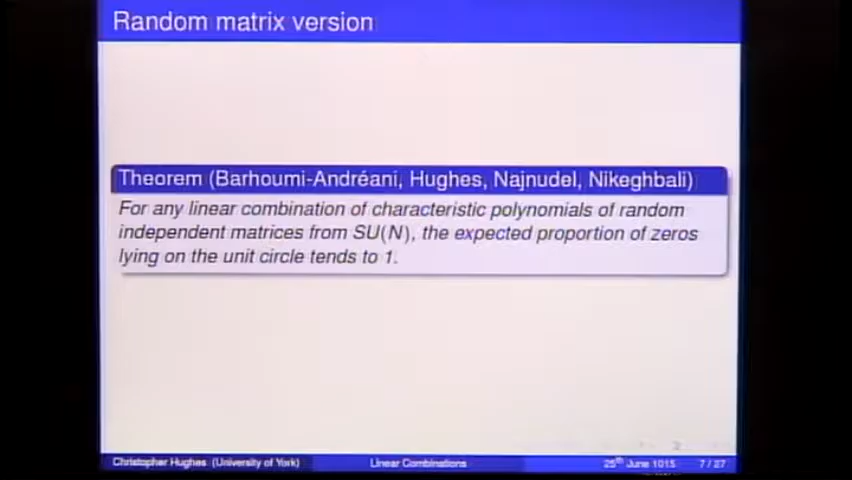 Random matrix version
Theorem (Barhoumi-Andréani, Hughes, Najnudel, Nikeghbali)
For any linear combination of characteristic polynomials of random
independent matrices from SU(N), the expected proportion of zeros
lying on the unit circle tends to 1.
Christopher Hughes (University of York) Linear Combinations 25th June 1015 7 / 27